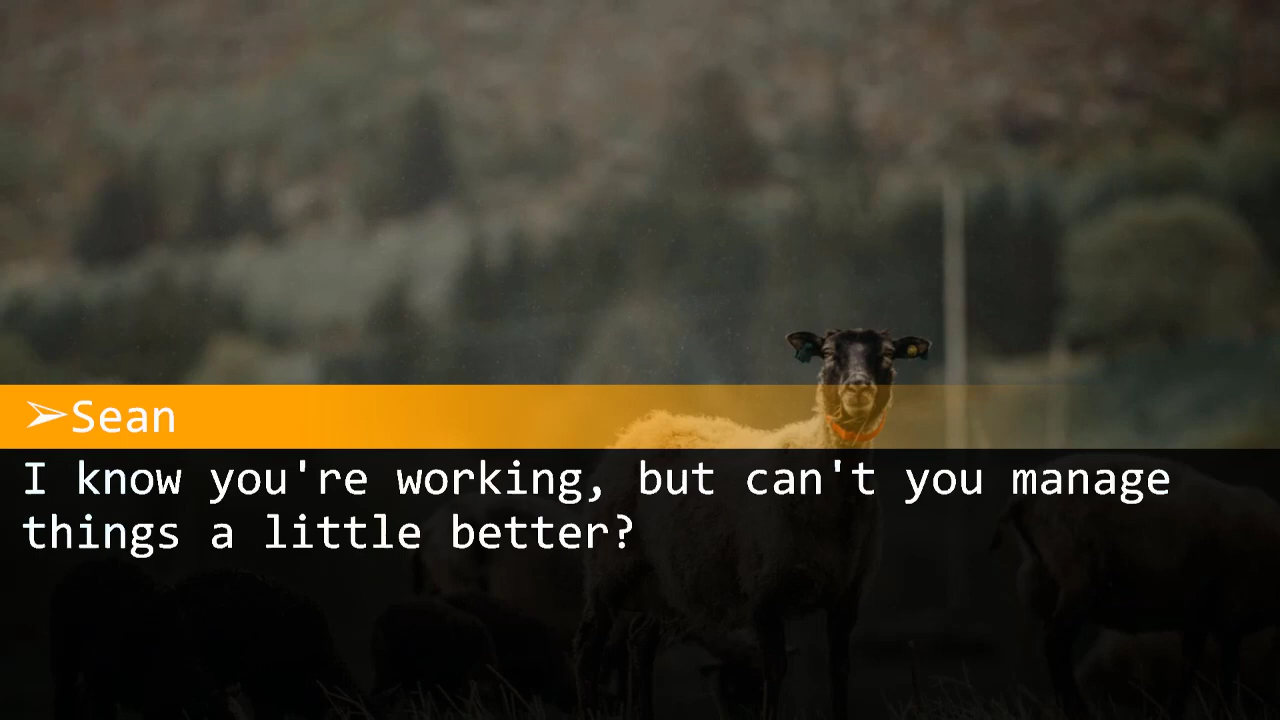 ➢Sean
I know you're working, but can't you manage
things a little better?